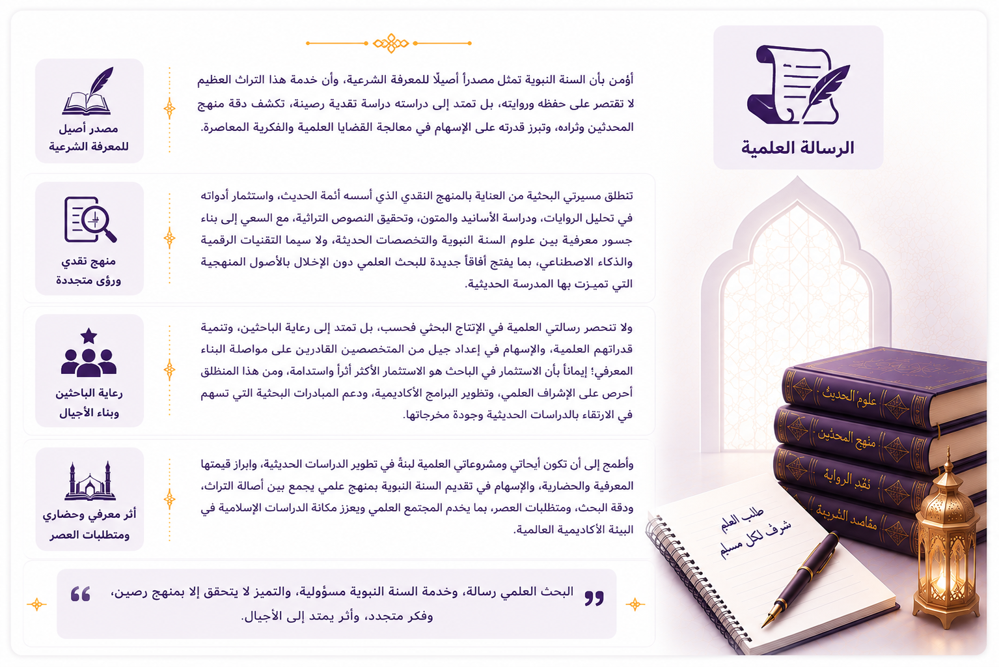 الرسالة العلمية
أؤمن بأن السنة النبوية تمثل مصدرأ أصيلًا للمعرفة الشرعية، وأن خدمة هذا التراث العظيم
لا تقتصر على حفظه وروايته، بل تمتد إلى دراسته دراسة نقدية رصينة، تكشف دقة منهج
المحدثين وثراده، وتبرز قدرته على الإسهام في معالجة القضايا العلمية والفكرية المعاصرة.
مصدر أصيل
للمعرفة الشرعية
تنطلق مسيرتي البحثية من العناية بالمنهج النقدي الذي أسسه أئمة الحديث، واستثمار أدواته
في تحليل الروايات، ودراسة الأسانيد والمتون، وتحقيق النصوص التراثية، مع السعي إلى بناء
جسور معرفية بين علوم السنة النبوية والتخصصات الحديثة، ولا سيما التقنيات الرقمية
والذكاء الاصطناعي، بما يفتح أفاقأ جديدة للبحث العلمي دون الإخلال بالأصول المنهجية
التي تميزت بها المدرسة الحديثية.
منهج نقدي
ورؤى متجددة
ولا تنحصر رسالتي العلمية في الإنتاج البحثي فحسب، بل تمتد إلى رعاية الباحثين، وتنمية
قدراتهم العلمية، والإسهام في إعداد جيل من المتخصصين القادرين على مواصلة البناء
المعرفي؛ إيمانأ بأن الاستثمار في الباحث هو الاستثمار الأكثر أثرأ واستدامة، ومن هذا المنظلق
أحرص على الإشراف العلمي، وتظوير البرامج الأكاديمية، ودعم المبادرات البحثية التي تسهم
في الارتقاء بالدراسات الحديثية وجودة مخرجاتها.
رعاية الباحثين
وبناء الأجيال
وأطمح إلى أن تكون أبحاتي ومشروعاتي العلمية لبنةً في تطوير الدراسات الحديثية، وابراز قيمتها
المعرفية والحضارية، والإسهام في تقديم السنة النبوية بمنهج علمي يجمع بين أصالة التراث،
ودقة البحث، ومتظلبات العصر، بما يخدم المجتمع العلمي ويعزز مكانة الدراسات الإسلامية في
البيئة الأكاديمية العالمية.
أثر معرفي وحضاري
ومتطلبات العصر
البحث العلمي رسالة، وخدمة السنة النبوية مسؤولية، والتميز لا يتحقق إلا بمنهج رصين،
وفكر متجدد، وأثر يمتد إلى الأجيال.
علوم الحديث
منهج المحدثين
نقد الرواية
مقاصد الشريعة
طلب العلم
شرف لكل مسلم